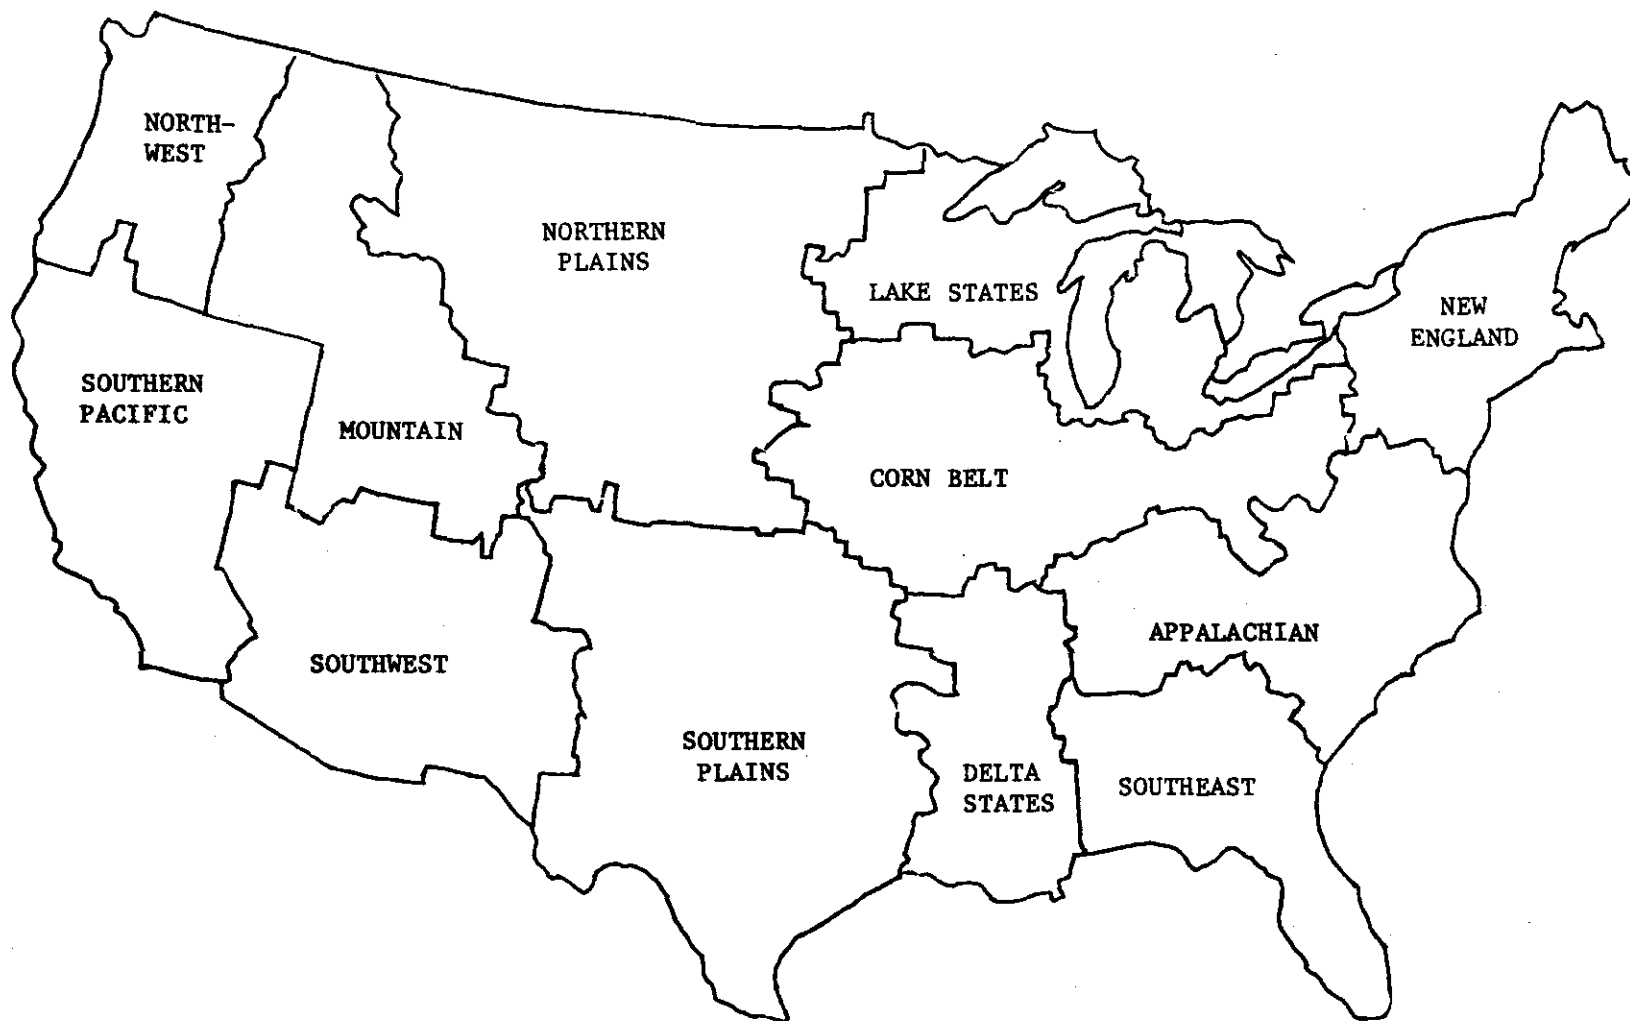 NORTH-
WEST
NORTHERN
PLAINS
LAKE STATES
NEW
ENGLAND
SOUTHERN
PACIFIC
MOUNTAIN
CORN BELT
APPALACHIAN
SOUTHWEST
SOUTHERN
PLAINS
DELTA
STATES
SOUTHEAST